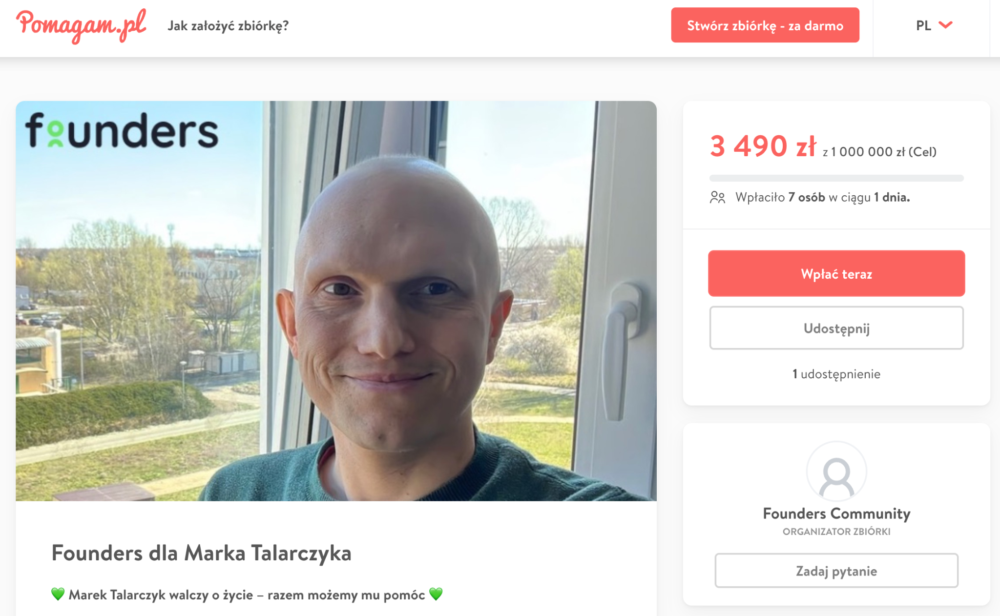 Pomagam.pl
Jak założyć zbiórkę?
Stwórz zbiórkę - za darmo
PL
founders
3 490 zł z 1 000 000 zł (Cel)
Wpłaciło 7 osób w ciągu 1 dnia.
Wpłać teraz
Udostępnij
1 udostępnienie
Founders Community
ORGANIZATOR ZBIÓRKI
Zadaj pytanie
Founders dla Marka Talarczyka
💚 Marek Talarczyk walczy o życie – razem możemy mu pomóc 💚